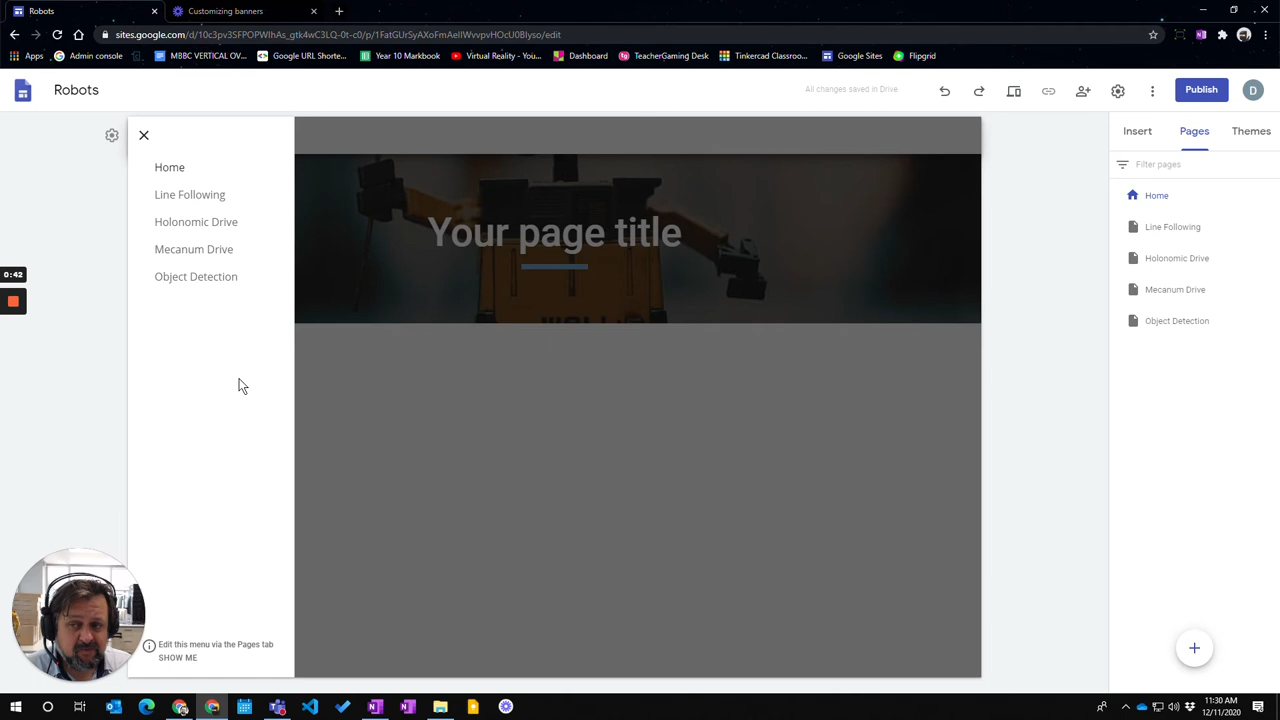 Robots
Customizing banners
sites.google.com/d/10c3pv3SFPOPWIhAs_gtk4wC3LQ-0t-c0/p/1FatGUrSyAXoFmAeIIWvvpvHOcU0BIyso/edit
Apps
Admin console
MBBC VERTICAL OV...
Google URL Shorte...
Year 10 Markbook
Virtual Reality - You...
Dashboard
TeacherGaming Desk
Tinkercad Classroo...
Google Sites
Flipgrid
Robots
All changes saved in Drive
Publish
D
Insert
Pages
Themes
Filter pages
Home
Line Following
Holonomic Drive
Mecanum Drive
Object Detection
Home
Line Following
Holonomic Drive
Mecanum Drive
Object Detection
Your page title
WALL·E
0:42
Edit this menu via the Pages tab
SHOW ME
11:30 AM
12/11/2020